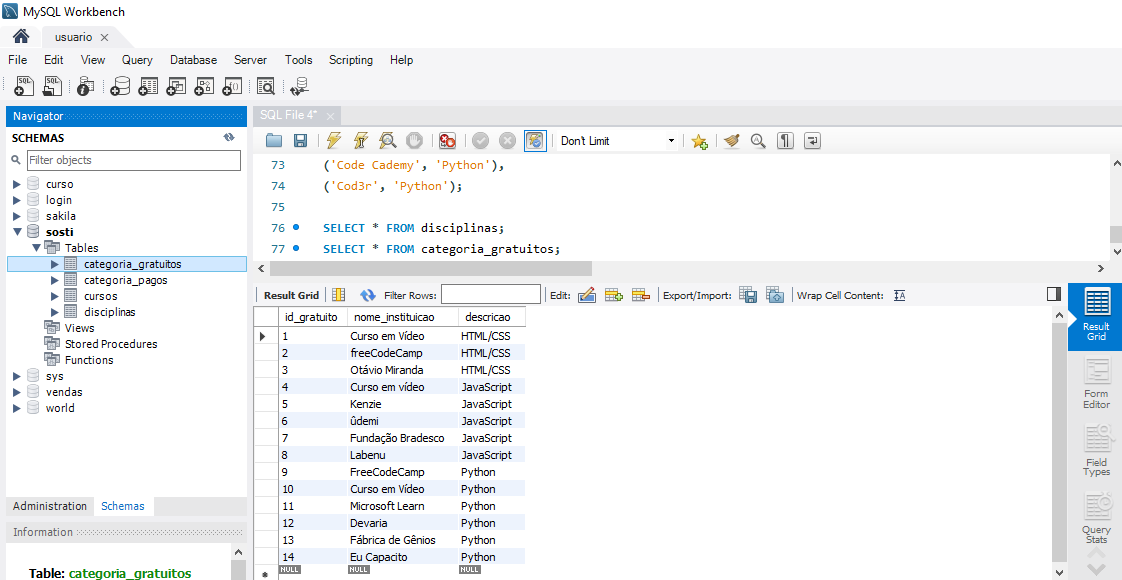 MySQL Workbench
usuario
File Edit View Query Database Server Tools Scripting Help
Navigator
SCHEMAS
Filter objects
curso
login
sakila
sosti
Tables
categoria_gratuitos
categoria_pagos
cursos
disciplinas
Views
Stored Procedures
Functions
sys
vendas
world
Administration Schemas
Information
Table: categoria_gratuitos
SQL File 4*
Don't Limit
73 ('Code Cademy', 'Python'),
74 ('Cod3r', 'Python');
75
76 SELECT * FROM disciplinas;
77 SELECT * FROM categoria_gratuitos;
Result Grid Filter Rows: Edit: Export/Import: Wrap Cell Content:
id_gratuito nome_instituicao descricao
1 Curso em Vídeo HTML/CSS
2 freeCodeCamp HTML/CSS
3 Otávio Miranda HTML/CSS
4 Curso em vídeo JavaScript
5 Kenzie JavaScript
6 ûdemi JavaScript
7 Fundação Bradesco JavaScript
8 Labenu JavaScript
9 FreeCodeCamp Python
10 Curso em Vídeo Python
11 Microsoft Learn Python
12 Devaria Python
13 Fábrica de Gênios Python
14 Eu Capacito Python
NULL NULL NULL
Result
Grid
Form
Editor
Field
Types
Query
Stats